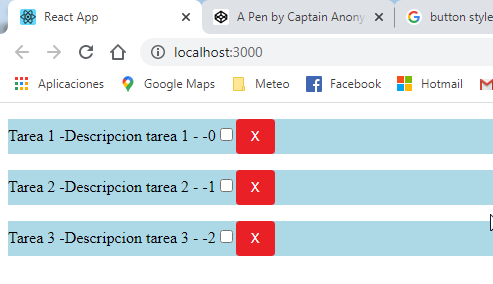 React App
A Pen by Captain Anony
button style
localhost:3000
Aplicaciones
Google Maps
Meteo
Facebook
Hotmail
Tarea 1 -Descripcion tarea 1 - -0 X
Tarea 2 -Descripcion tarea 2 - -1 X
Tarea 3 -Descripcion tarea 3 - -2 X